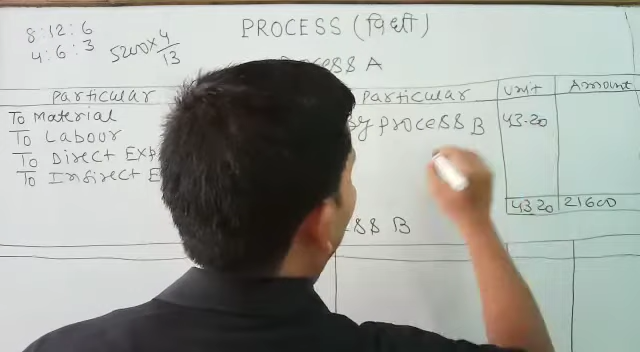 PROCESS (विधी)
8:12:6
4:6:3
5200×4/13
Process A
Particular Particular Unit Amount
To Material By process B 43.20
To Labour
To Direct Exp
To Indirect E
43.20 21600
ss B